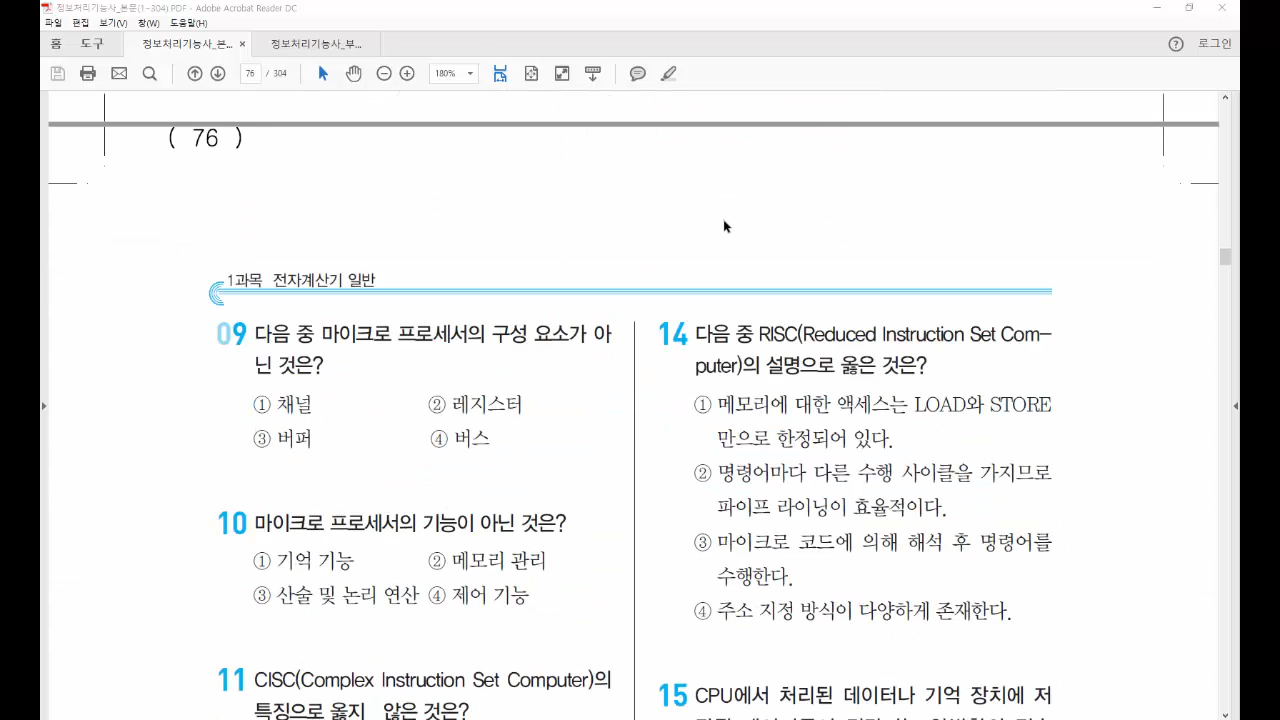 정보처리기능사_본문(1~304).PDF - Adobe Acrobat Reader DC
파일 편집 보기(V) 창(W) 도움말(H)
홈 도구 정보처리기능사_본... × 정보처리기능사_부... ? 로그인
76 / 304 180%
( 76 )
1과목 전자계산기 일반
09 다음 중 마이크로 프로세서의 구성 요소가 아
닌 것은?
① 채널 ② 레지스터
③ 버퍼 ④ 버스
10 마이크로 프로세서의 기능이 아닌 것은?
① 기억 기능 ② 메모리 관리
③ 산술 및 논리 연산 ④ 제어 기능
11 CISC(Complex Instruction Set Computer)의
특징으로 옳지 않은 것은?
14 다음 중 RISC(Reduced Instruction Set Com-
puter)의 설명으로 옳은 것은?
① 메모리에 대한 액세스는 LOAD와 STORE
만으로 한정되어 있다.
② 명령어마다 다른 수행 사이클을 가지므로
파이프 라이닝이 효율적이다.
③ 마이크로 코드에 의해 해석 후 명령어를
수행한다.
④ 주소 지정 방식이 다양하게 존재한다.
15 CPU에서 처리된 데이터나 기억 장치에 저